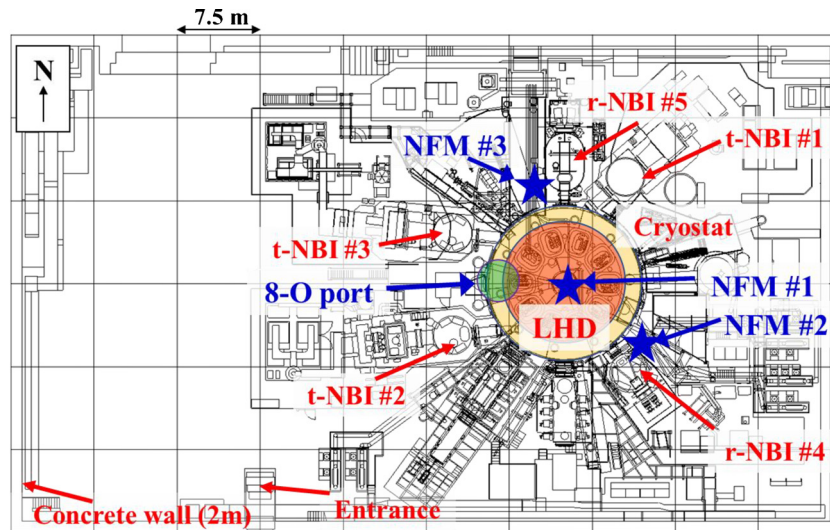 7.5 m
N
r-NBI #5
NFM #3
t-NBI #1
Cryostat
t-NBI #3
8-O port
NFM #1
LHD
NFM #2
t-NBI #2
r-NBI #4
Concrete wall (2m)
Entrance